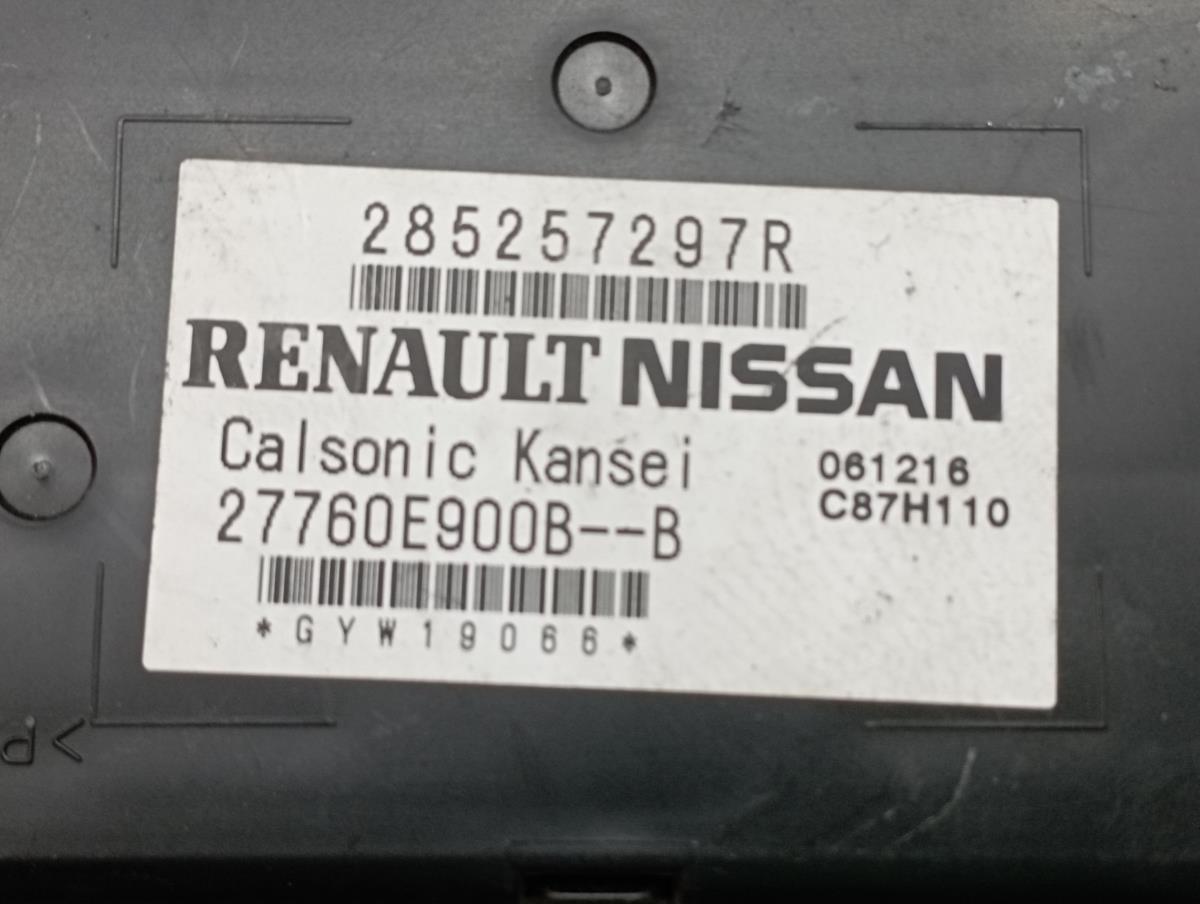 285257297R
RENAULT NISSAN
Calsonic Kansei
061216
27760E900B--B
C87H110
*GYW19066*
>P